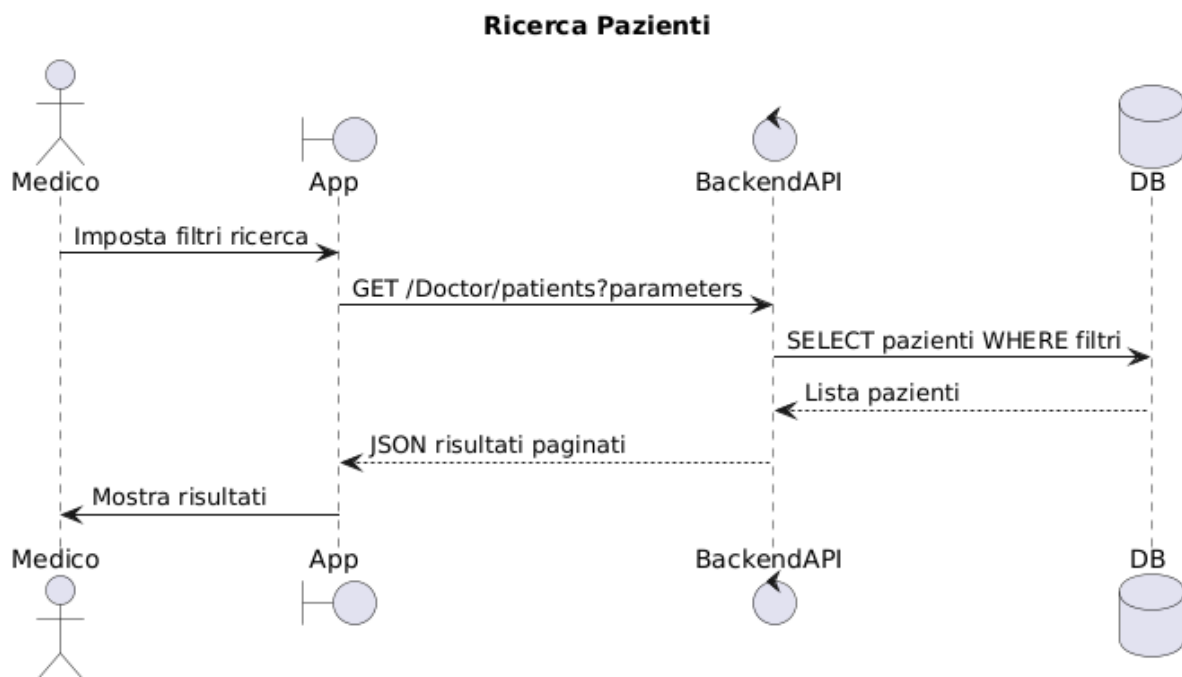 Ricerca Pazienti
Medico
App
BackendAPI
DB
Imposta filtri ricerca
GET /Doctor/patients?parameters
SELECT pazienti WHERE filtri
Lista pazienti
JSON risultati paginati
Mostra risultati
Medico
App
BackendAPI
DB